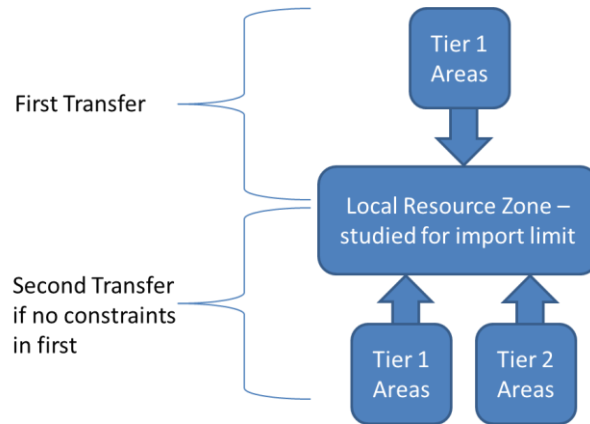 Tier 1
Areas
First Transfer
Local Resource Zone –
studied for import limit
Second Transfer
if no constraints
in first
Tier 1
Areas
Tier 2
Areas